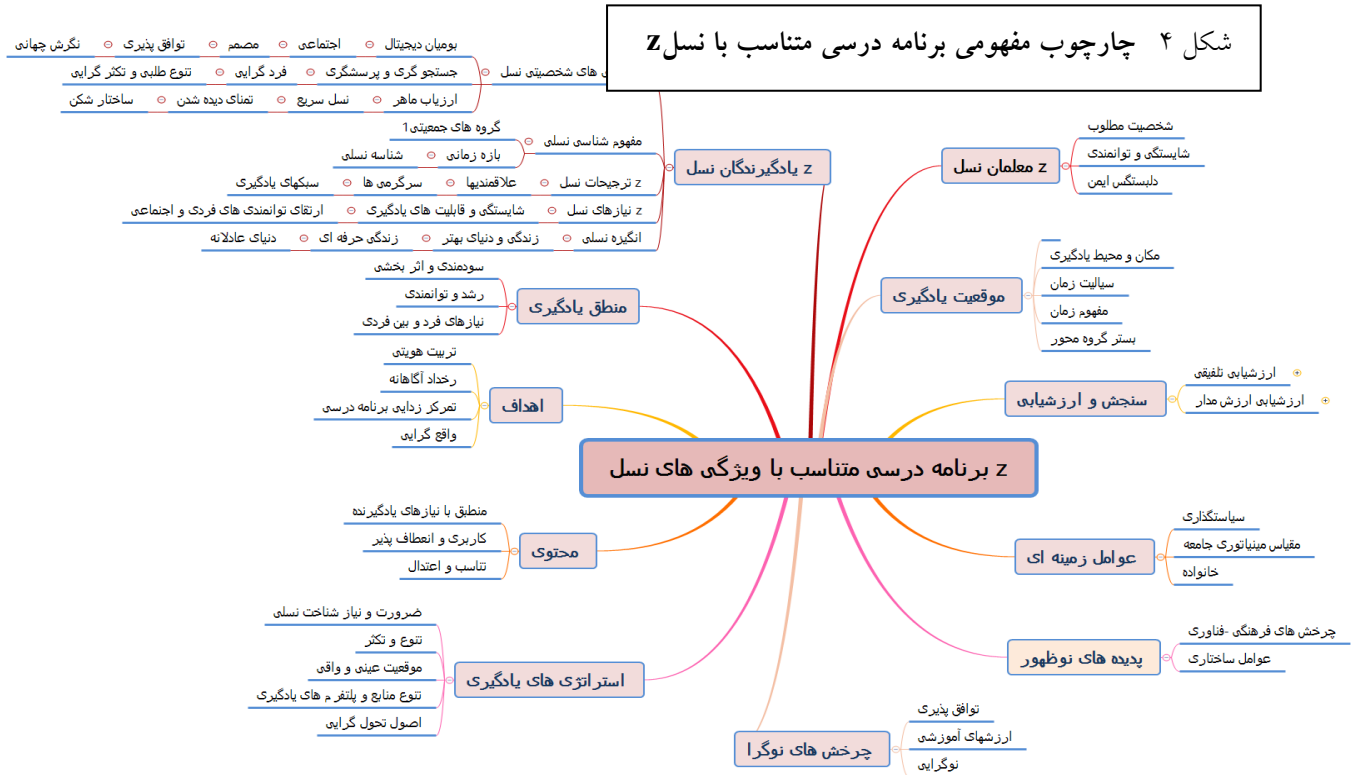 شکل ۴ چارچوب مفهومی برنامه درسی متناسب با نسلz
z برنامه درسی متناسب با ویژگی های نسل
z معلمان نسل
شخصیت مطلوب
شایستگی و توانمندی
دلبستگس ایمن
موقعیت یادگیری
مکان و محیط یادگیری
سیالیت زمان
مفهوم زمان
بستر گروه محور
سنجش و ارزشیابی
ارزشیابی تلفیقی
ارزشیابی ارزش مدار
عوامل زمینه ای
سیاستگذاری
مقیاس مینیاتوری جامعه
خانواده
پدیده های نوظهور
چرخش های فرهنگی -فناوری
عوامل ساختاری
چرخش های نوگرا
توافق پذیری
ارزشهای آموزشی
نوگرایی
z یادگیرندگان نسل
های شخصیتی نسل
بومیان دیجیتال اجتماعی مصمم توافق پذیری نگرش چهانی
جستجو گری و پرسشگری فرد گرایی تنوع طلبی و تکثر گرایی
ارزیاب ماهر نسل سریع تمنای دیده شدن ساختار شکن
مفهوم شناسی نسلی
گروه های جمعیتی1
بازه زمانی شناسه نسلی
z ترجیحات نسل علاقمندیها سرگرمی ها سبکهای یادگیری
z نیازهای نسل شایستگی و قابلیت های یادگیری ارتقای توانمندی های فردی و اجتماعی
انگیزه نسلی زندگی و دنیای بهتر زندگی حرفه ای دنیای عادلانه
منطق یادگیری
سودمندی و اثر بخشی
رشد و توانمندی
نیازهای فرد و بین فردی
اهداف
تربیت هویتی
رخداد آگاهانه
تمرکز زدایی برنامه درسی
واقع گرایی
محتوی
منطبق با نیازهای یادگیرنده
کاربری و انعطاف پذیر
تناسب و اعتدال
استراتژی های یادگیری
ضرورت و نیاز شناخت نسلی
تنوع و تکثر
موقعیت عینی و واقی
تنوع منابع و پلتفر م های یادگیری
اصول تحول گرایی